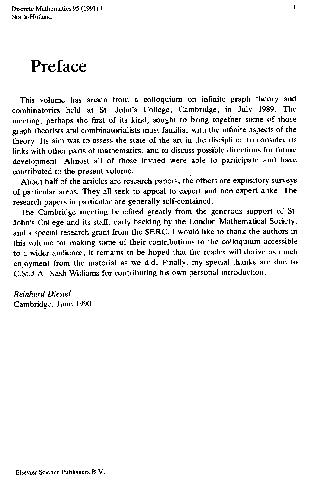 Discrete Mathematics 95 (1991) 1
North-Holland
1
Preface
This volume has arisen from a colloquium on infinite graph theory and
combinatorics held at St. John's College, Cambridge, in July 1989. The
meeting, perhaps the first of its kind, sought to bring together some of those
graph theorists and combinatorialists most familiar with the infinite aspects of the
theory. Its aim was to assess the state of the art in the discipline, to consider its
links with other parts of mathematics, and to discuss possible directions for future
development. Almost all of those invited were able to participate and have
contributed to the present volume.
About half of the articles are research papers, the others are expository surveys
of particular areas. They all seek to appeal to expert and non-expert alike. The
research papers in particular are generally self-contained.
The Cambridge meeting benefited greatly from the generous support of St.
John's College and its staff, early backing by the London Mathematical Society,
and a special research grant from the SERC. I would like to thank the authors in
this volume for making some of their contributions to the colloquium accessible
to a wider audience; it remains to be hoped that the reader will derive as much
enjoyment from the material as we did. Finally, my special thanks are due to
C.St.J.A. Nash-Williams for contributing his own personal introduction.
Reinhard Diestel
Cambridge, June 1990
Elsevier Science Publishers B.V.